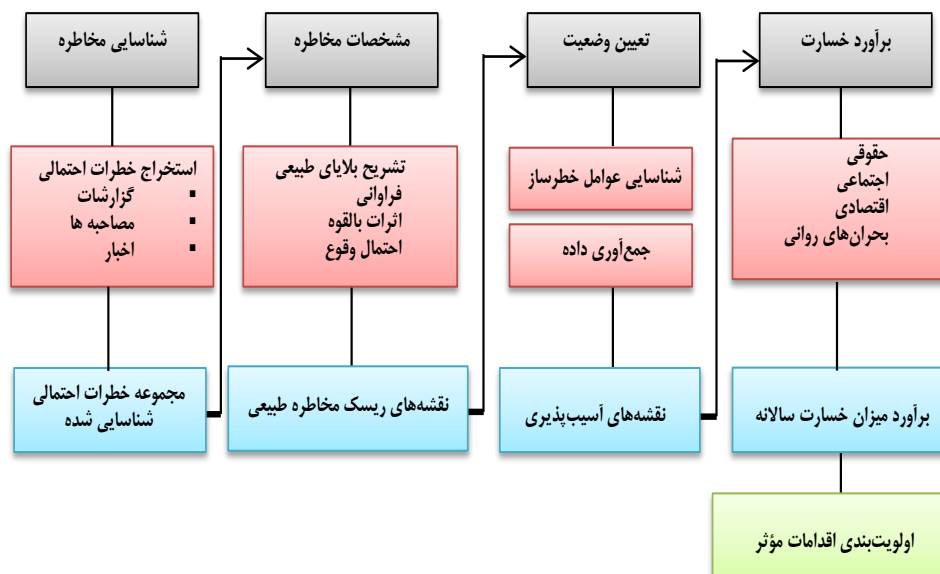 شناسایی مخاطره
استخراج خطرات احتمالی
▪ گزارشات
▪ مصاحبه ها
▪ اخبار
مجموعه خطرات احتمالی
شناسایی شده
مشخصات مخاطره
تشریح بلایای طبیعی
فراوانی
اثرات بالقوه
احتمال وقوع
نقشه‌های ریسک مخاطره طبیعی
تعیین وضعیت
شناسایی عوامل خطرساز
جمع‌آوری داده
نقشه‌های آسیب‌پذیری
برآورد خسارت
حقوقی
اجتماعی
اقتصادی
بحران‌های روانی
برآورد میزان خسارت سالانه
اولویت‌بندی اقدامات مؤثر